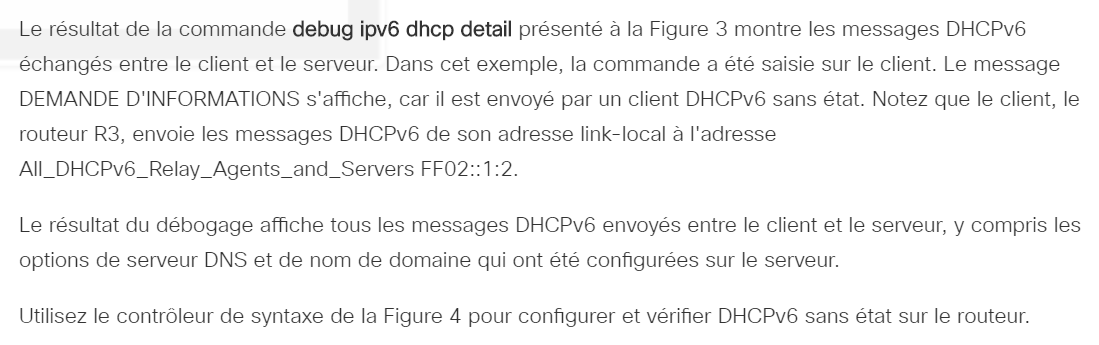 Le résultat de la commande debug ipv6 dhcp detail présenté à la Figure 3 montre les messages DHCPv6
échangés entre le client et le serveur. Dans cet exemple, la commande a été saisie sur le client. Le message
DEMANDE D'INFORMATIONS s'affiche, car il est envoyé par un client DHCPv6 sans état. Notez que le client, le
routeur R3, envoie les messages DHCPv6 de son adresse link-local à l'adresse
All_DHCPv6_Relay_Agents_and_Servers FF02::1:2.
Le résultat du débogage affiche tous les messages DHCPv6 envoyés entre le client et le serveur, y compris les
options de serveur DNS et de nom de domaine qui ont été configurées sur le serveur.
Utilisez le contrôleur de syntaxe de la Figure 4 pour configurer et vérifier DHCPv6 sans état sur le routeur.